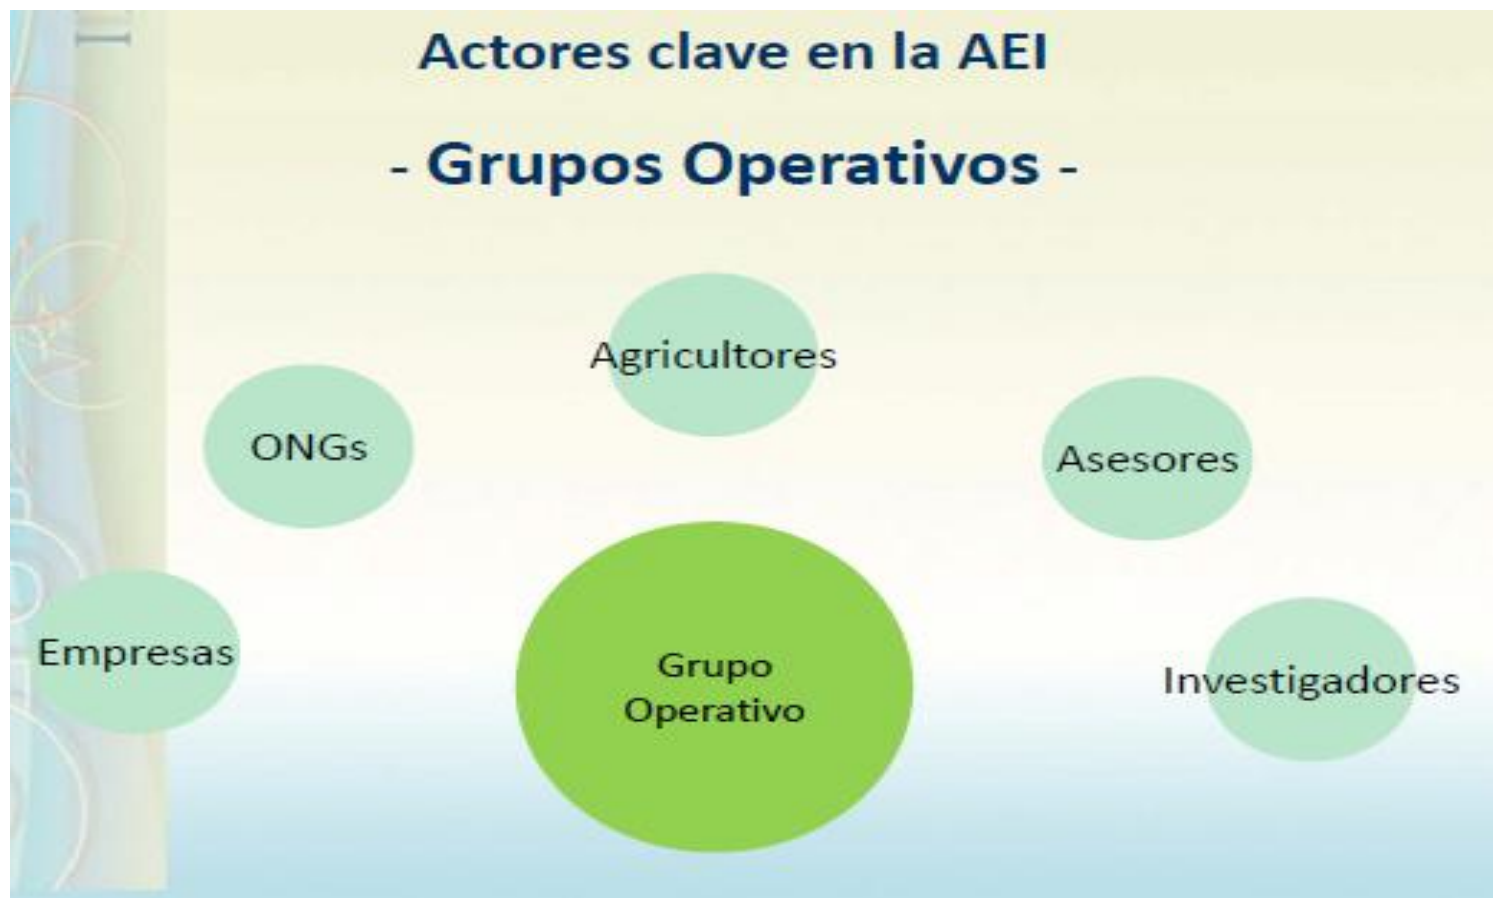 Actores clave en la AEI
- Grupos Operativos -
Agricultores
ONGs
Asesores
Empresas
Grupo
Operativo
Investigadores